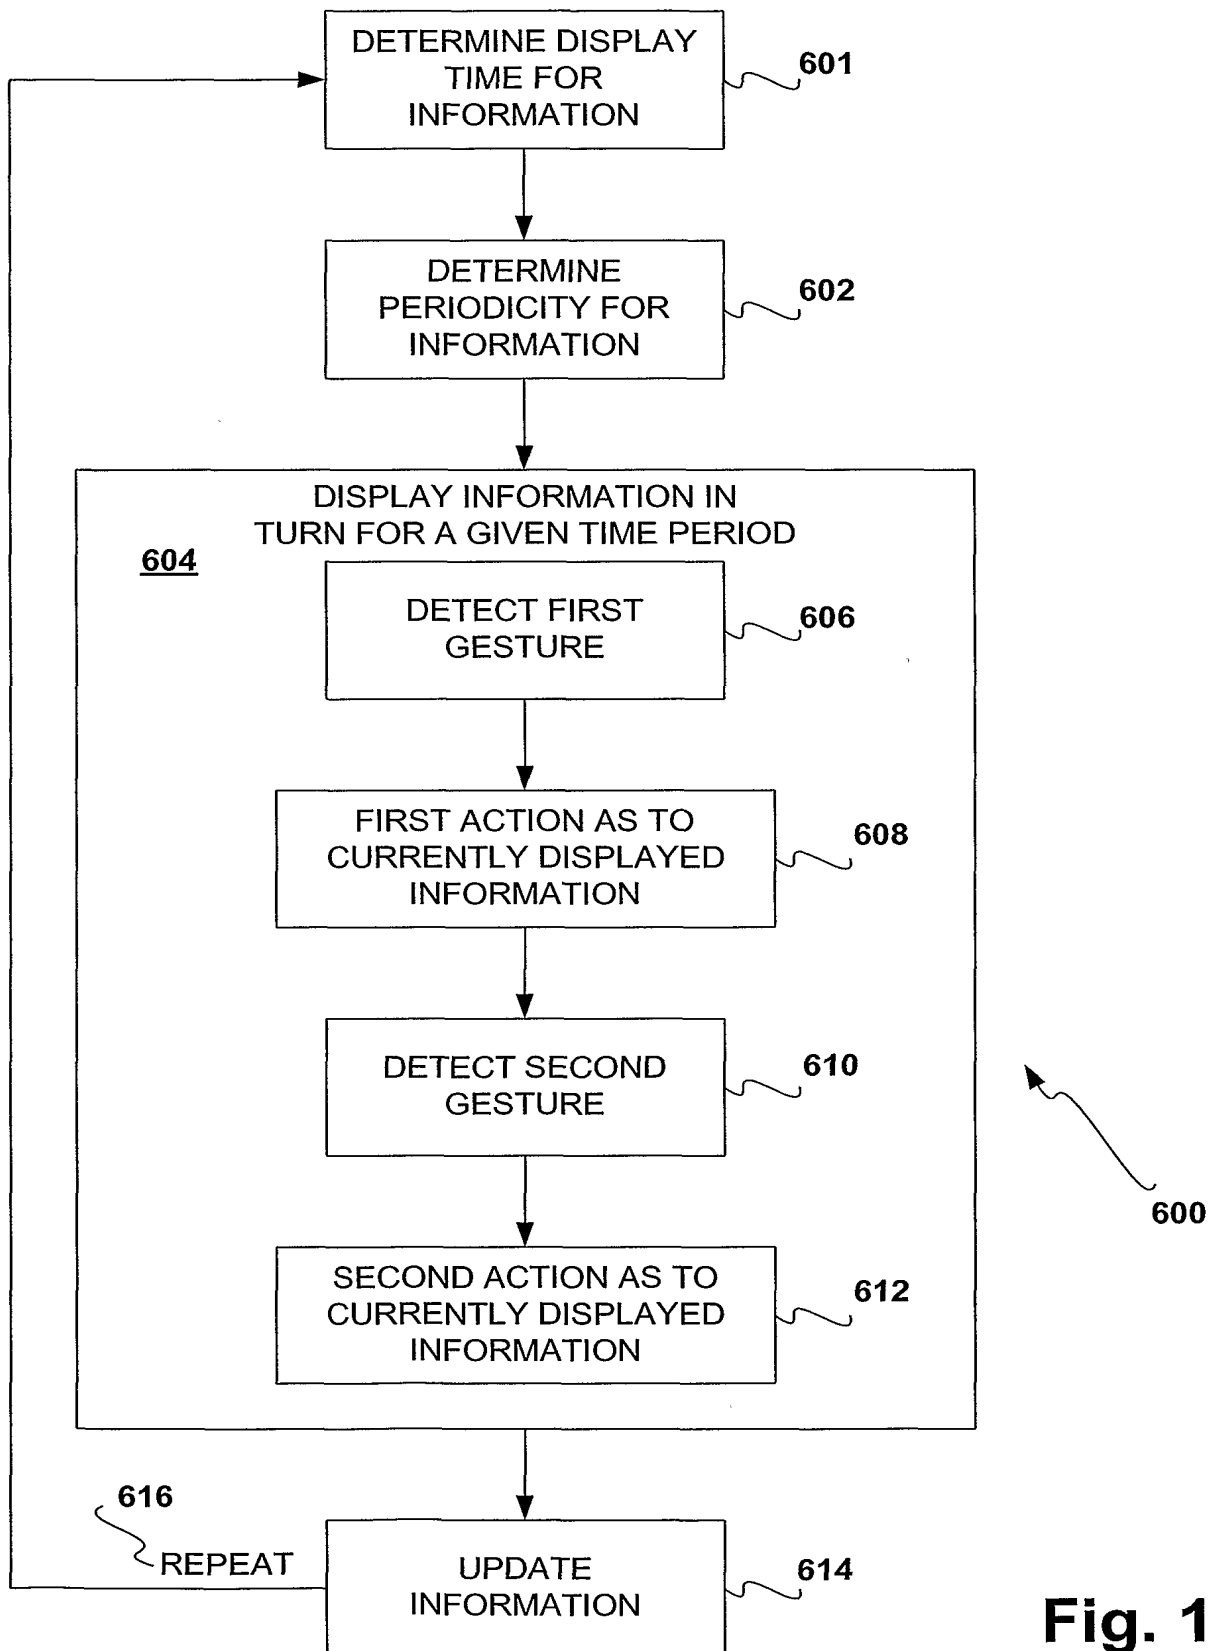 DETERMINE DISPLAY
TIME FOR
INFORMATION
601
DETERMINE
PERIODICITY FOR
INFORMATION
602
DISPLAY INFORMATION IN
TURN FOR A GIVEN TIME PERIOD
604
DETECT FIRST
GESTURE
606
FIRST ACTION AS TO
CURRENTLY DISPLAYED
INFORMATION
608
DETECT SECOND
GESTURE
610
600
SECOND ACTION AS TO
CURRENTLY DISPLAYED
INFORMATION
612
616
REPEAT
UPDATE
INFORMATION
614
Fig. 1